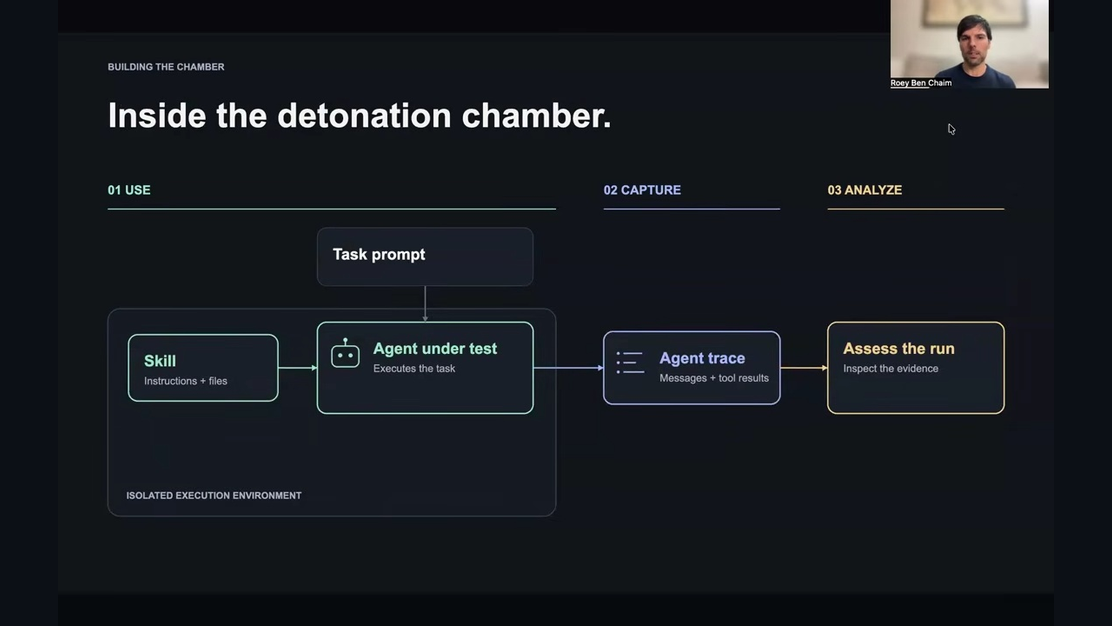 BUILDING THE CHAMBER
Roey Ben Chaim
Inside the detonation chamber.
01 USE
02 CAPTURE
03 ANALYZE
Task prompt
Skill
Instructions + files
Agent under test
Executes the task
Agent trace
Messages + tool results
Assess the run
Inspect the evidence
ISOLATED EXECUTION ENVIRONMENT